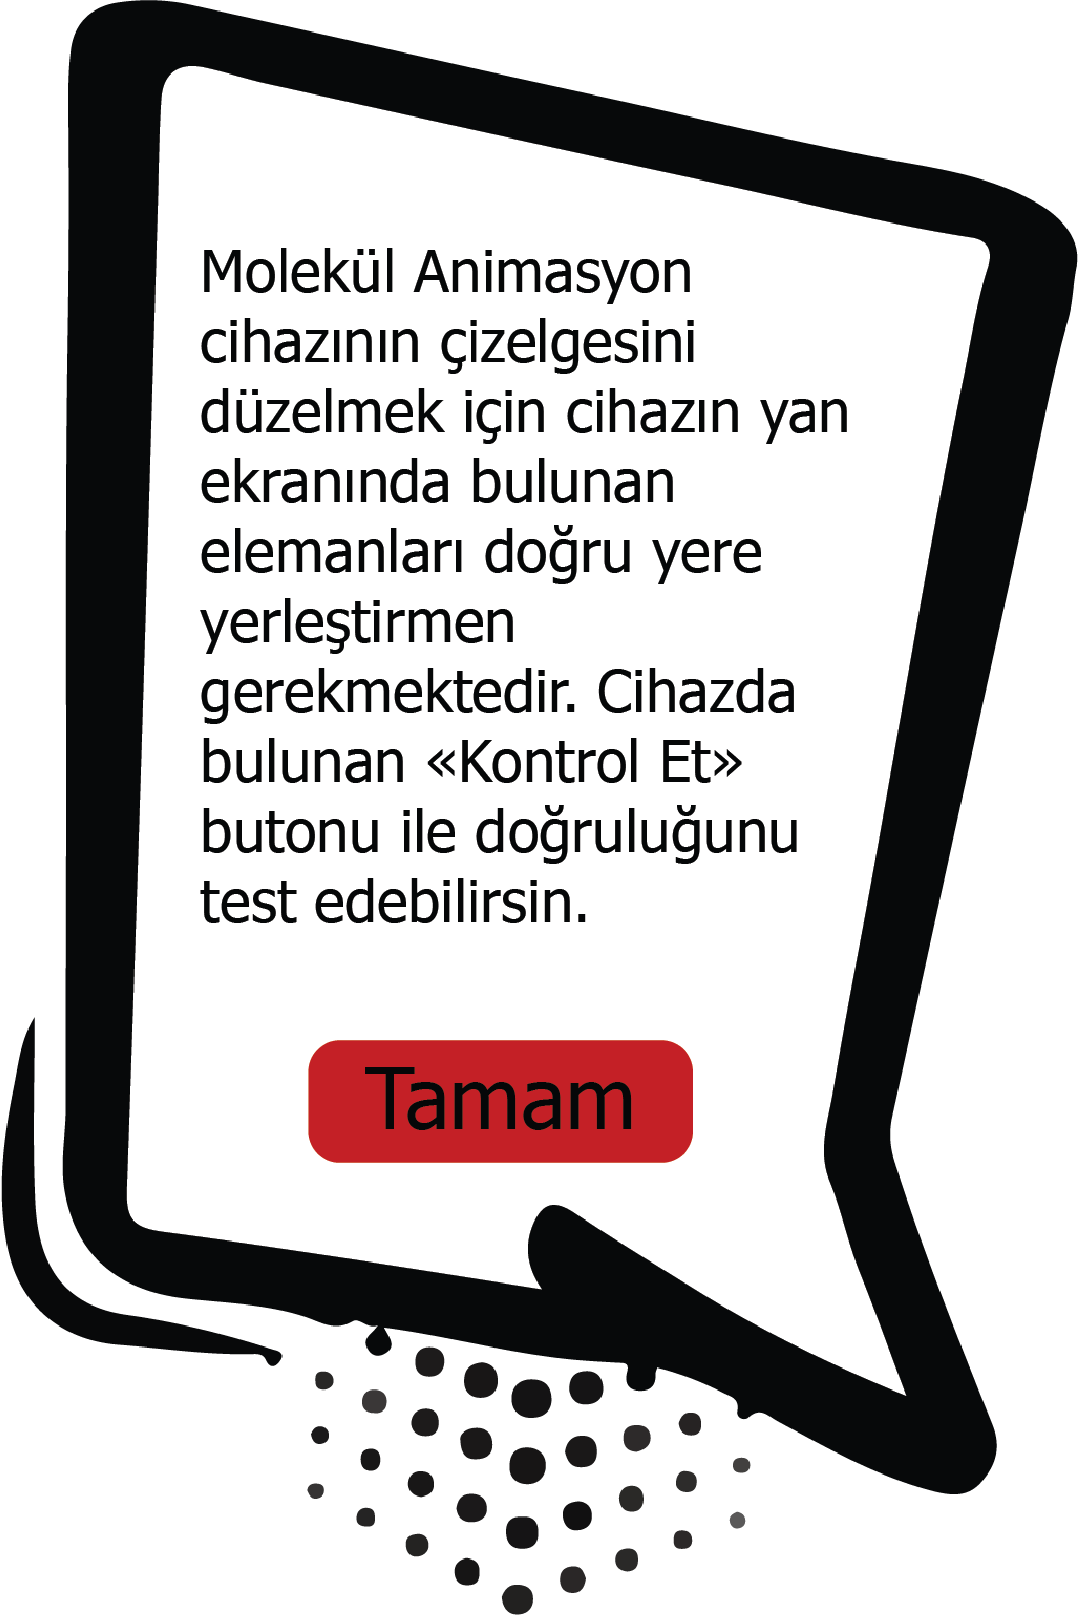 Molekül Animasyon
cihazının çizelgesini
düzelmek için cihazın yan
ekranında bulunan
elemanları doğru yere
yerleştirmen
gerekmektedir. Cihazda
bulunan «Kontrol Et»
butonu ile doğruluğunu
test edebilirsin.
Tamam